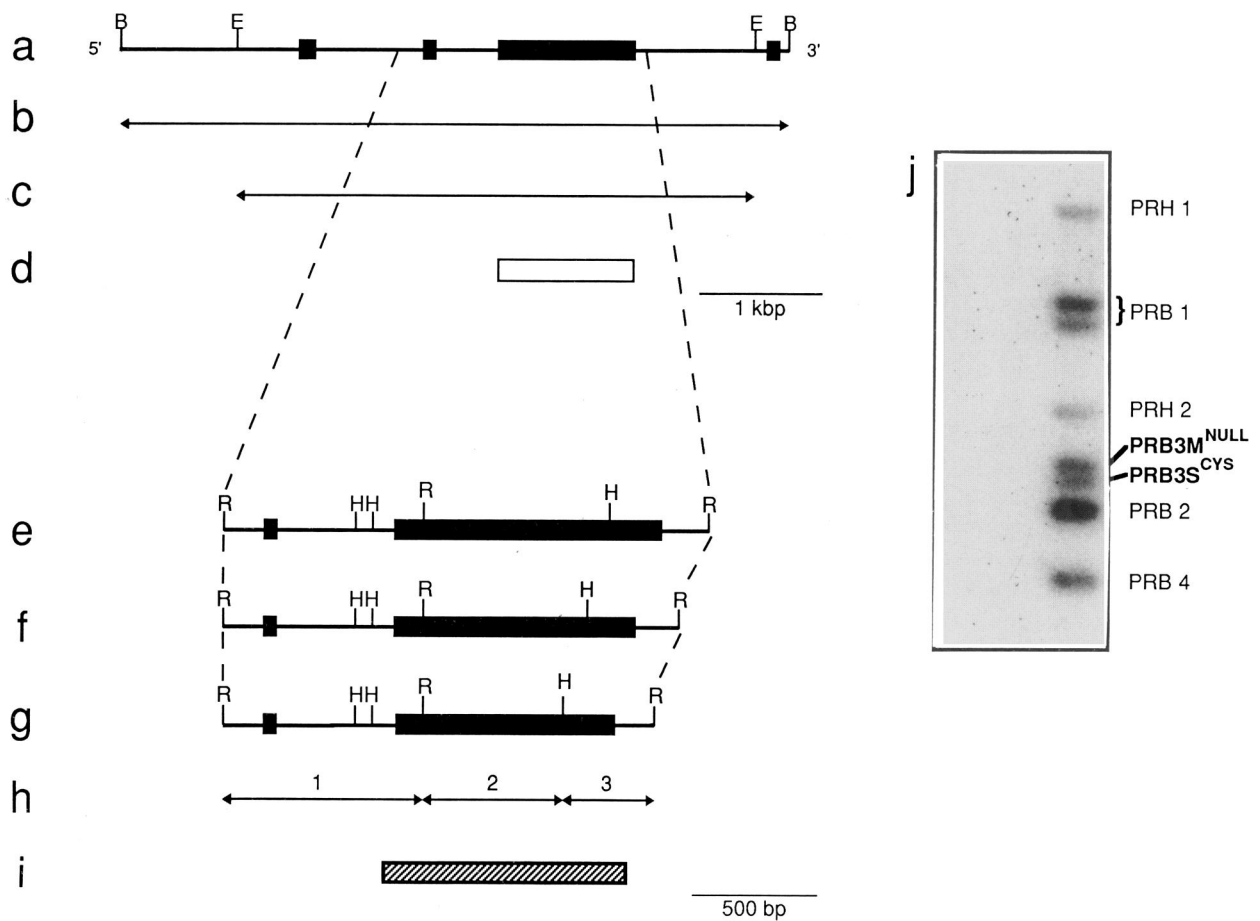 a
5'
B
E
E
B
3'
b
c
d
1 kbp
e
R
HH
R
H
R
f
R
HH
R
H
R
g
R
HH
R
H
R
h
1
2
3
i
500 bp
j
PRH 1
} PRB 1
PRH 2
PRB3M^NULL
PRB3S^CYS
PRB 2
PRB 4